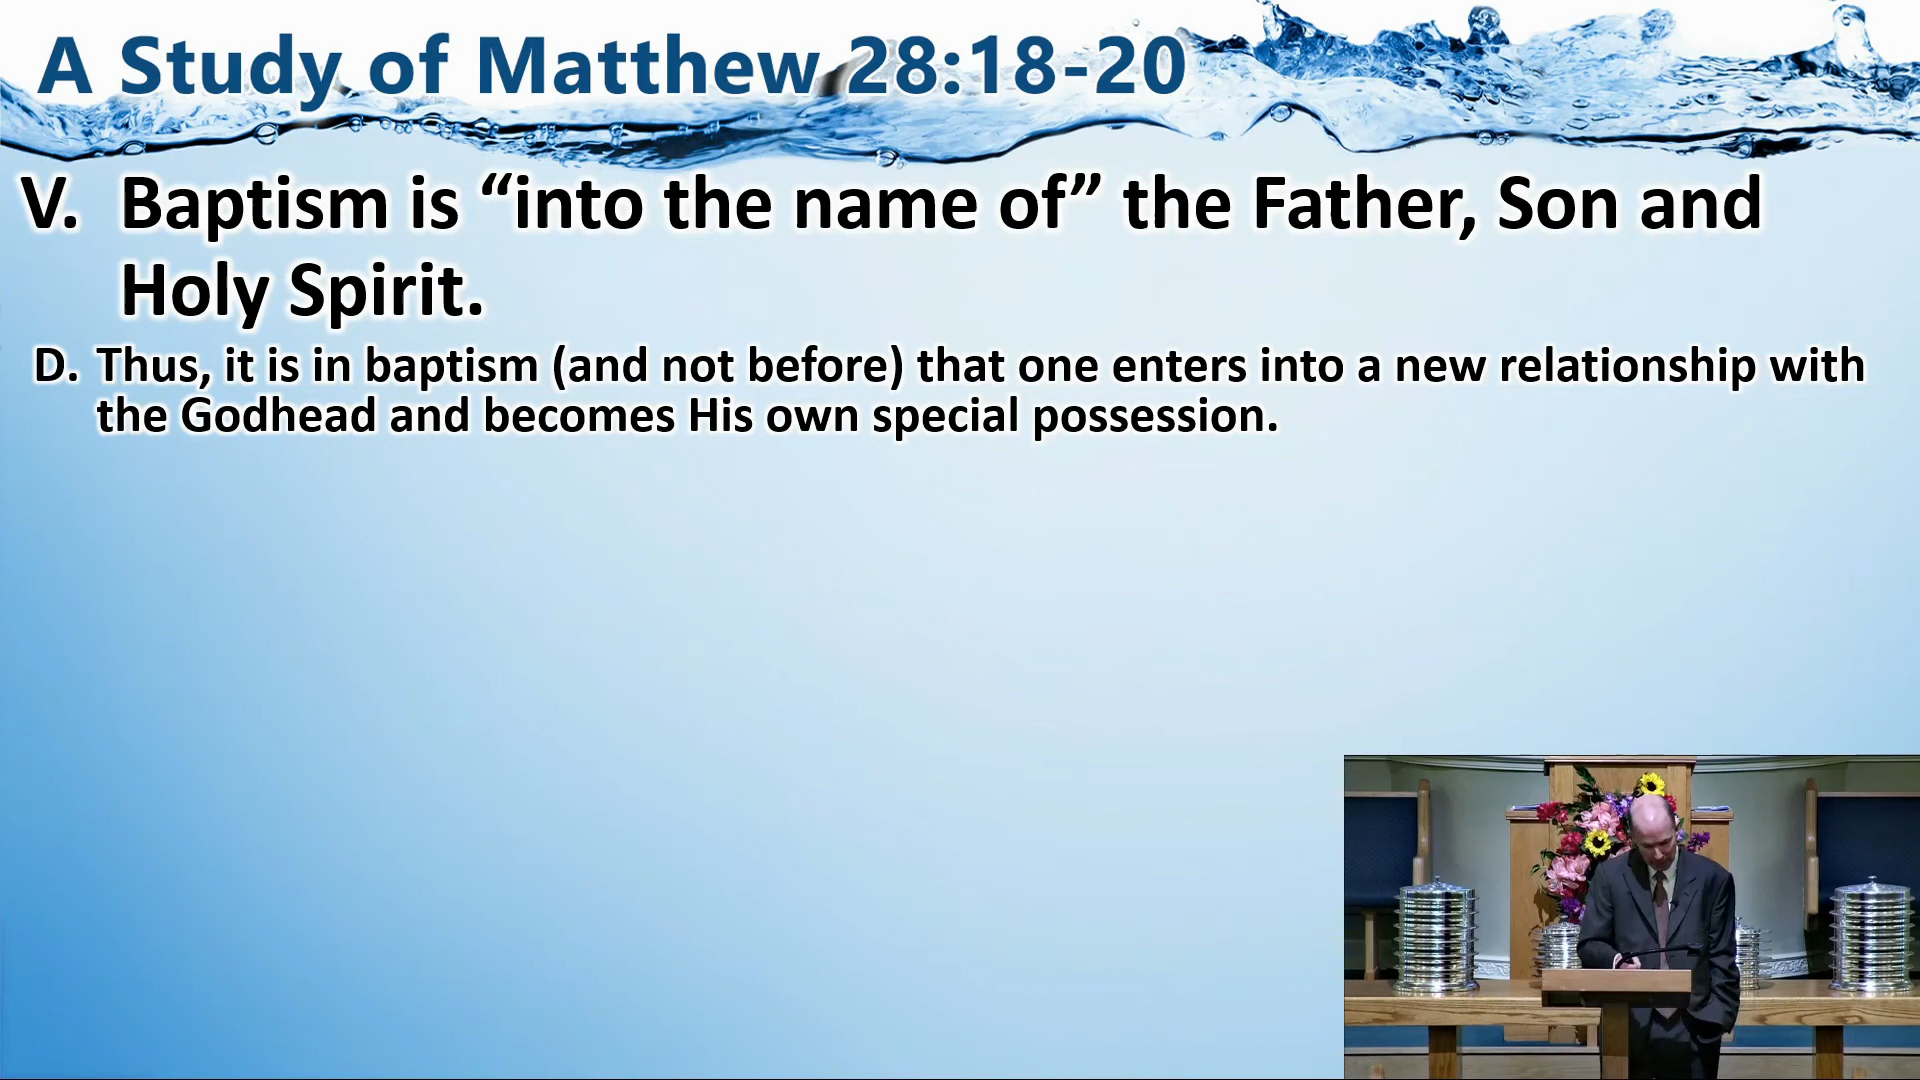 A Study of Matthew 28:18-20
V. Baptism is “into the name of” the Father, Son and
Holy Spirit.
D. Thus, it is in baptism (and not before) that one enters into a new relationship with
the Godhead and becomes His own special possession.